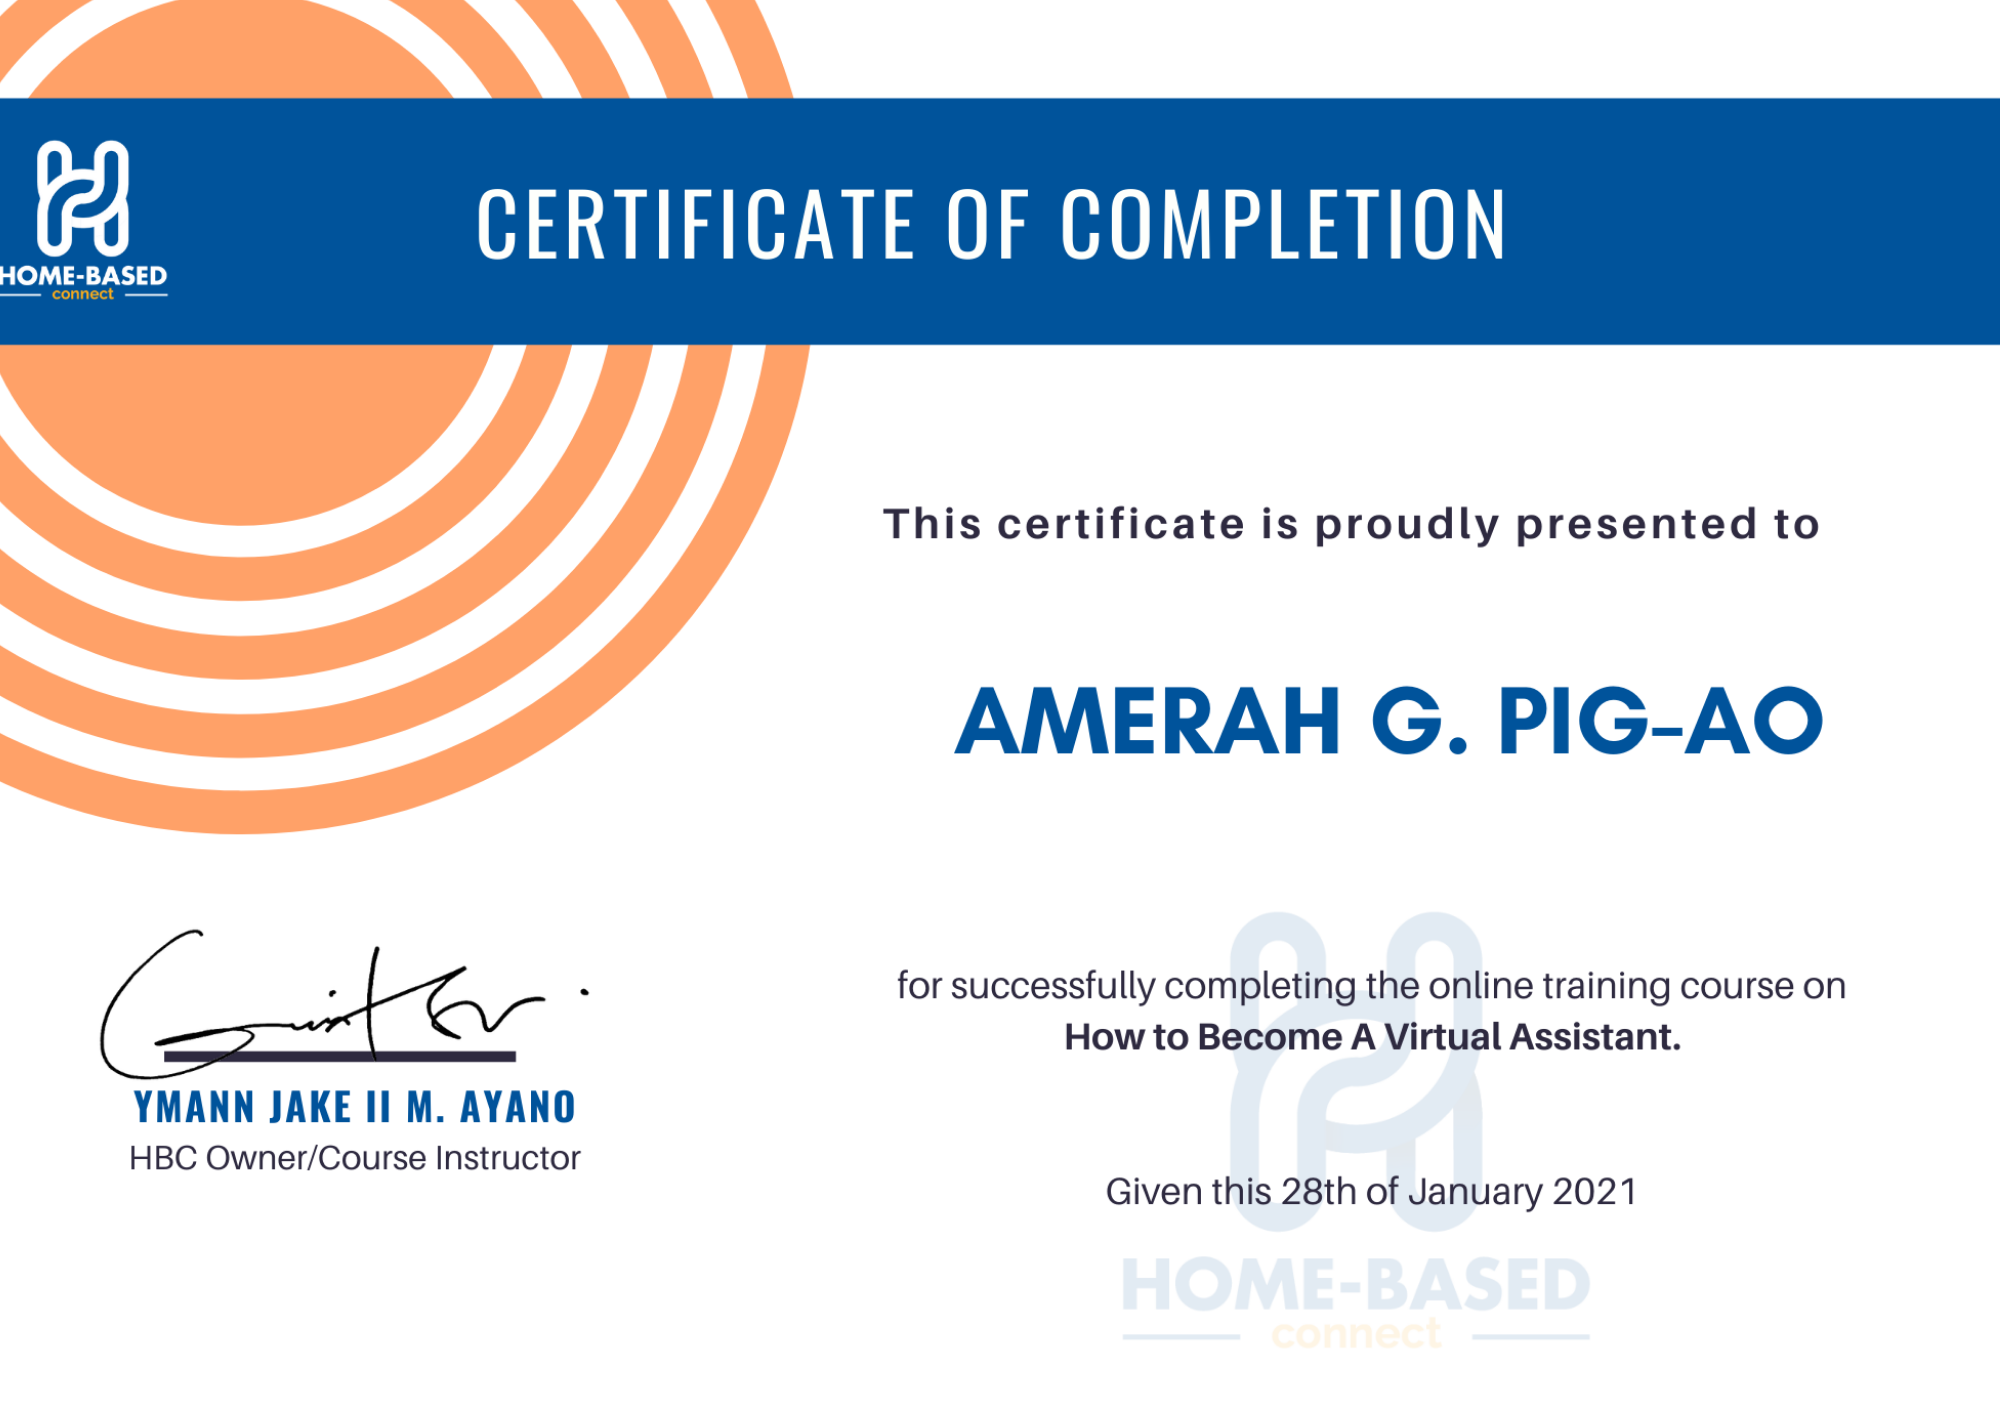 HOME-BASED
connect
CERTIFICATE OF COMPLETION
This certificate is proudly presented to
AMERAH G. PIG-AO
for successfully completing the online training course on
How to Become A Virtual Assistant.
YMANN JAKE II M. AYANO
HBC Owner/Course Instructor
Given this 28th of January 2021
HOME-BASED
connect